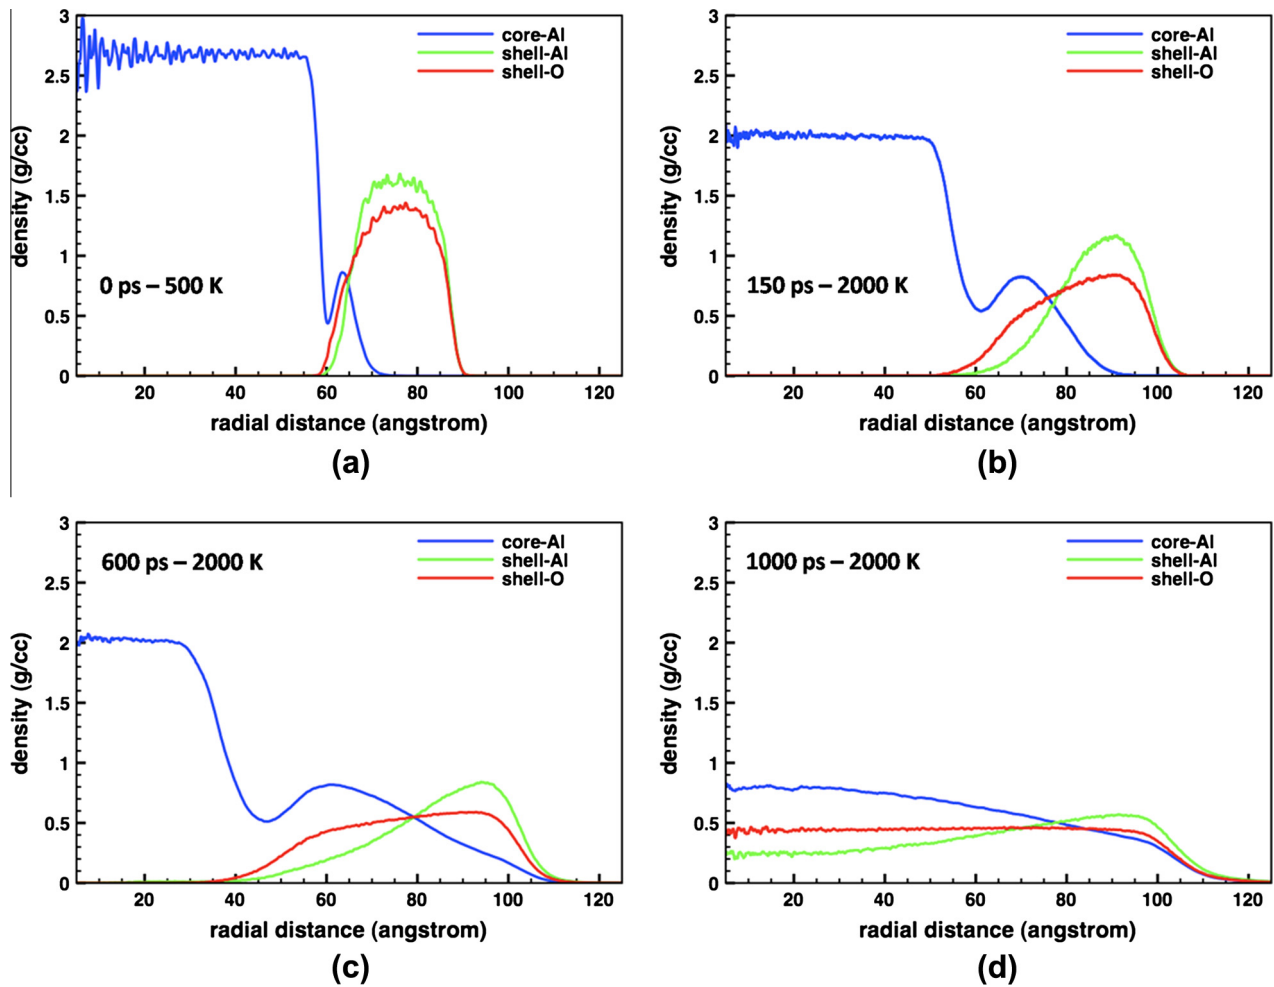 3
2.5
2
1.5
1
0.5
0
density (g/cc)
core-Al
shell-Al
shell-O
0 ps – 500 K
20 40 60 80 100 120
radial distance (angstrom)
(a)
3
2.5
2
1.5
1
0.5
0
density (g/cc)
core-Al
shell-Al
shell-O
150 ps – 2000 K
20 40 60 80 100 120
radial distance (angstrom)
(b)
3
2.5
2
1.5
1
0.5
0
density (g/cc)
600 ps – 2000 K
core-Al
shell-Al
shell-O
20 40 60 80 100 120
radial distance (angstrom)
(c)
3
2.5
2
1.5
1
0.5
0
density (g/cc)
1000 ps – 2000 K
core-Al
shell-Al
shell-O
20 40 60 80 100 120
radial distance (angstrom)
(d)